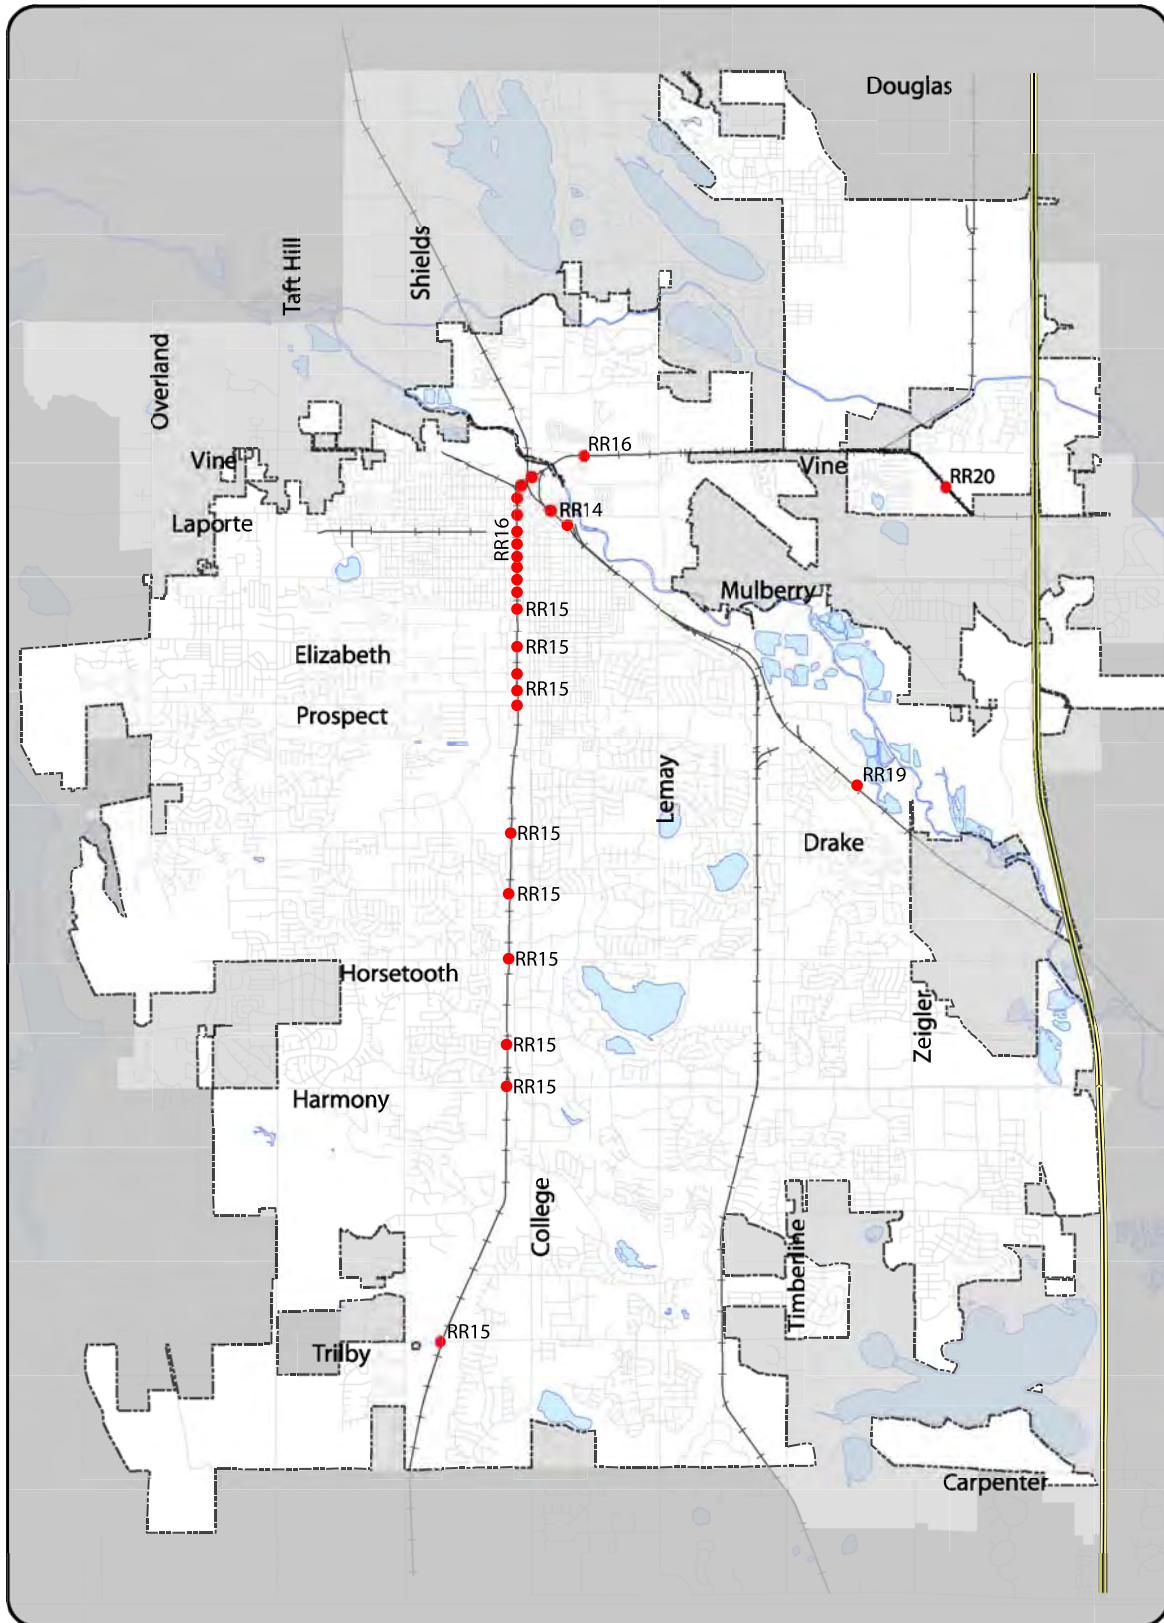 Douglas
Taft Hill
Shields
Overland
RR16
Vine
Vine
RR20
Laporte
RR14
RR16
Mulberry
RR15
Elizabeth
RR15
RR15
Prospect
Lemay
RR19
RR15
Drake
RR15
RR15
Horsetooth
Zeigler
RR15
RR15
Harmony
College
Timberline
RR15
Trilby
Carpenter